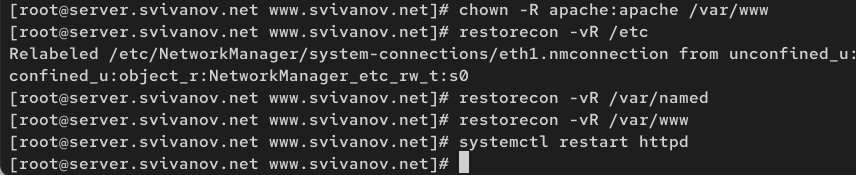 [root@server.svivanov.net www.svivanov.net]# chown -R apache:apache /var/www
[root@server.svivanov.net www.svivanov.net]# restorecon -vR /etc
Relabeled /etc/NetworkManager/system-connections/eth1.nmconnection from unconfined_u:
confined_u:object_r:NetworkManager_etc_rw_t:s0
[root@server.svivanov.net www.svivanov.net]# restorecon -vR /var/named
[root@server.svivanov.net www.svivanov.net]# restorecon -vR /var/www
[root@server.svivanov.net www.svivanov.net]# systemctl restart httpd
[root@server.svivanov.net www.svivanov.net]#